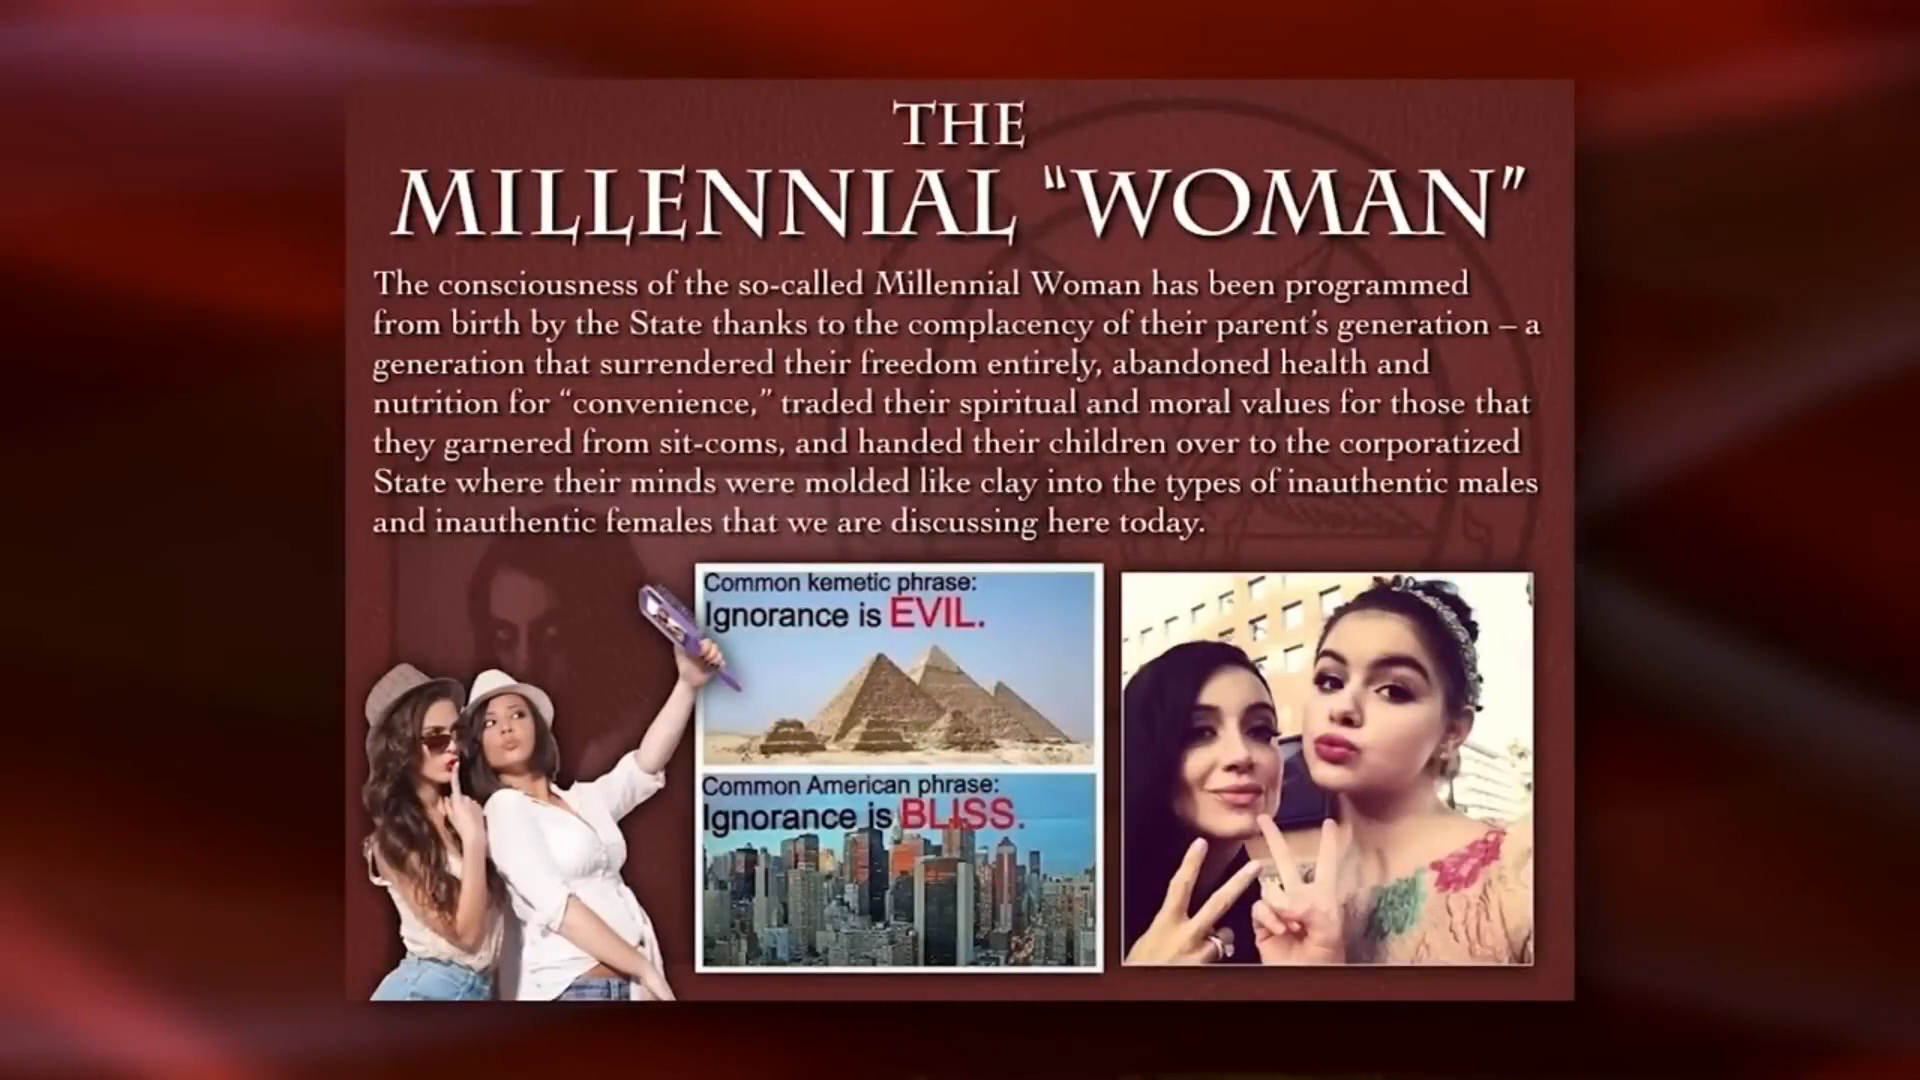 THE
MILLENNIAL “WOMAN”
The consciousness of the so-called Millennial Woman has been programmed
from birth by the State thanks to the complacency of their parent’s generation – a
generation that surrendered their freedom entirely, abandoned health and
nutrition for “convenience,” traded their spiritual and moral values for those that
they garnered from sit-coms, and handed their children over to the corporatized
State where their minds were molded like clay into the types of inauthentic males
and inauthentic females that we are discussing here today.
Common kemetic phrase:
Ignorance is EVIL.
Common American phrase:
Ignorance is BLISS.